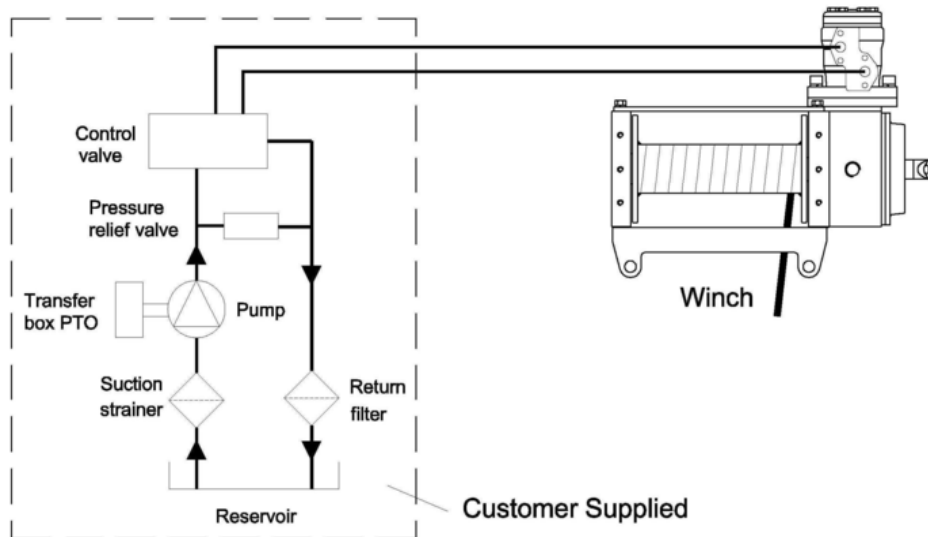 Control
valve
Pressure
relief valve
Transfer
box PTO
Pump
Suction
strainer
Return
filter
Reservoir
Customer Supplied
Winch